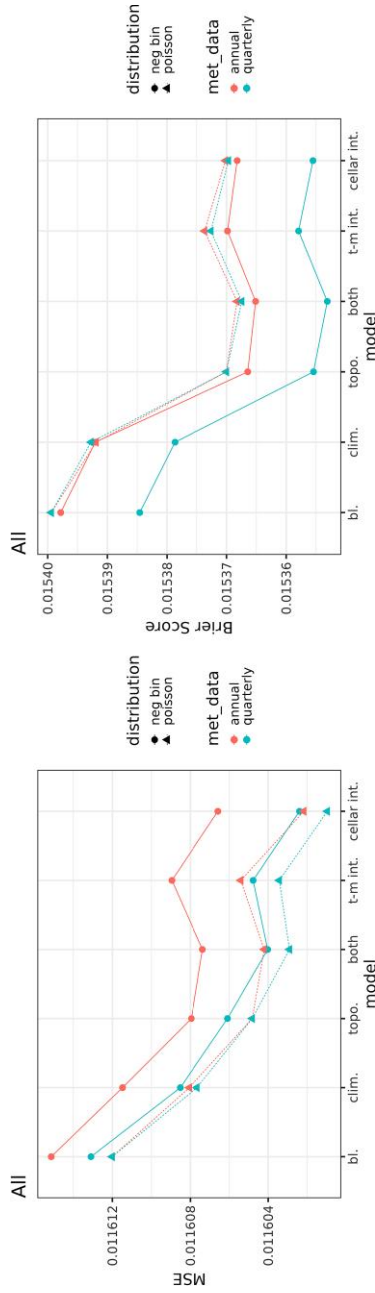 All
MSE
0.011612
0.011608
0.011604
bl.
clim.
topo.
both
t-m int.
cellar int.
model
distribution
neg bin
poisson
met_data
annual
quarterly
All
Brier Score
0.01540
0.01539
0.01538
0.01537
0.01536
bl.
clim.
topo.
both
t-m int.
cellar int.
model
distribution
neg bin
poisson
met_data
annual
quarterly